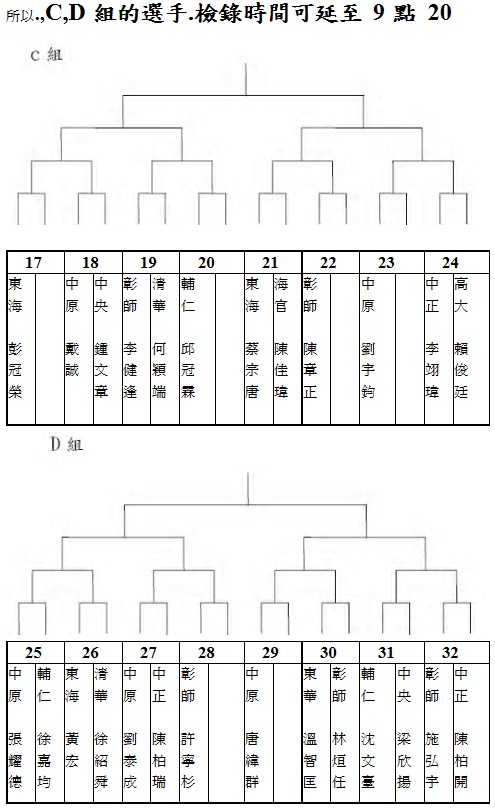 所以.,C,D 組的選手.檢錄時間可延至 9 點 20
C 組
17 18 19 20 21 22 23 24
東海 彭冠榮 中原 戴誠 中央 鍾文章 彰師 李健逢 清華 何穎端 輔仁 邱冠霖 東海 蔡宗唐 海官 陳佳瑋 彰師 陳章正 中原 劉宇鉤 中正 李翊瑋 高大 賴俊廷
D 組
25 26 27 28 29 30 31 32
中原 張耀德 輔仁 徐嘉均 東海 黃宏 清華 徐紹舜 中原 劉泰成 中正 陳柏瑞 彰師 許寧杉 中原 唐緯群 東華 溫智匡 彰師 林烜任 輔仁 沈文臺 中央 梁欣揚 彰師 施弘宇 中正 陳柏開